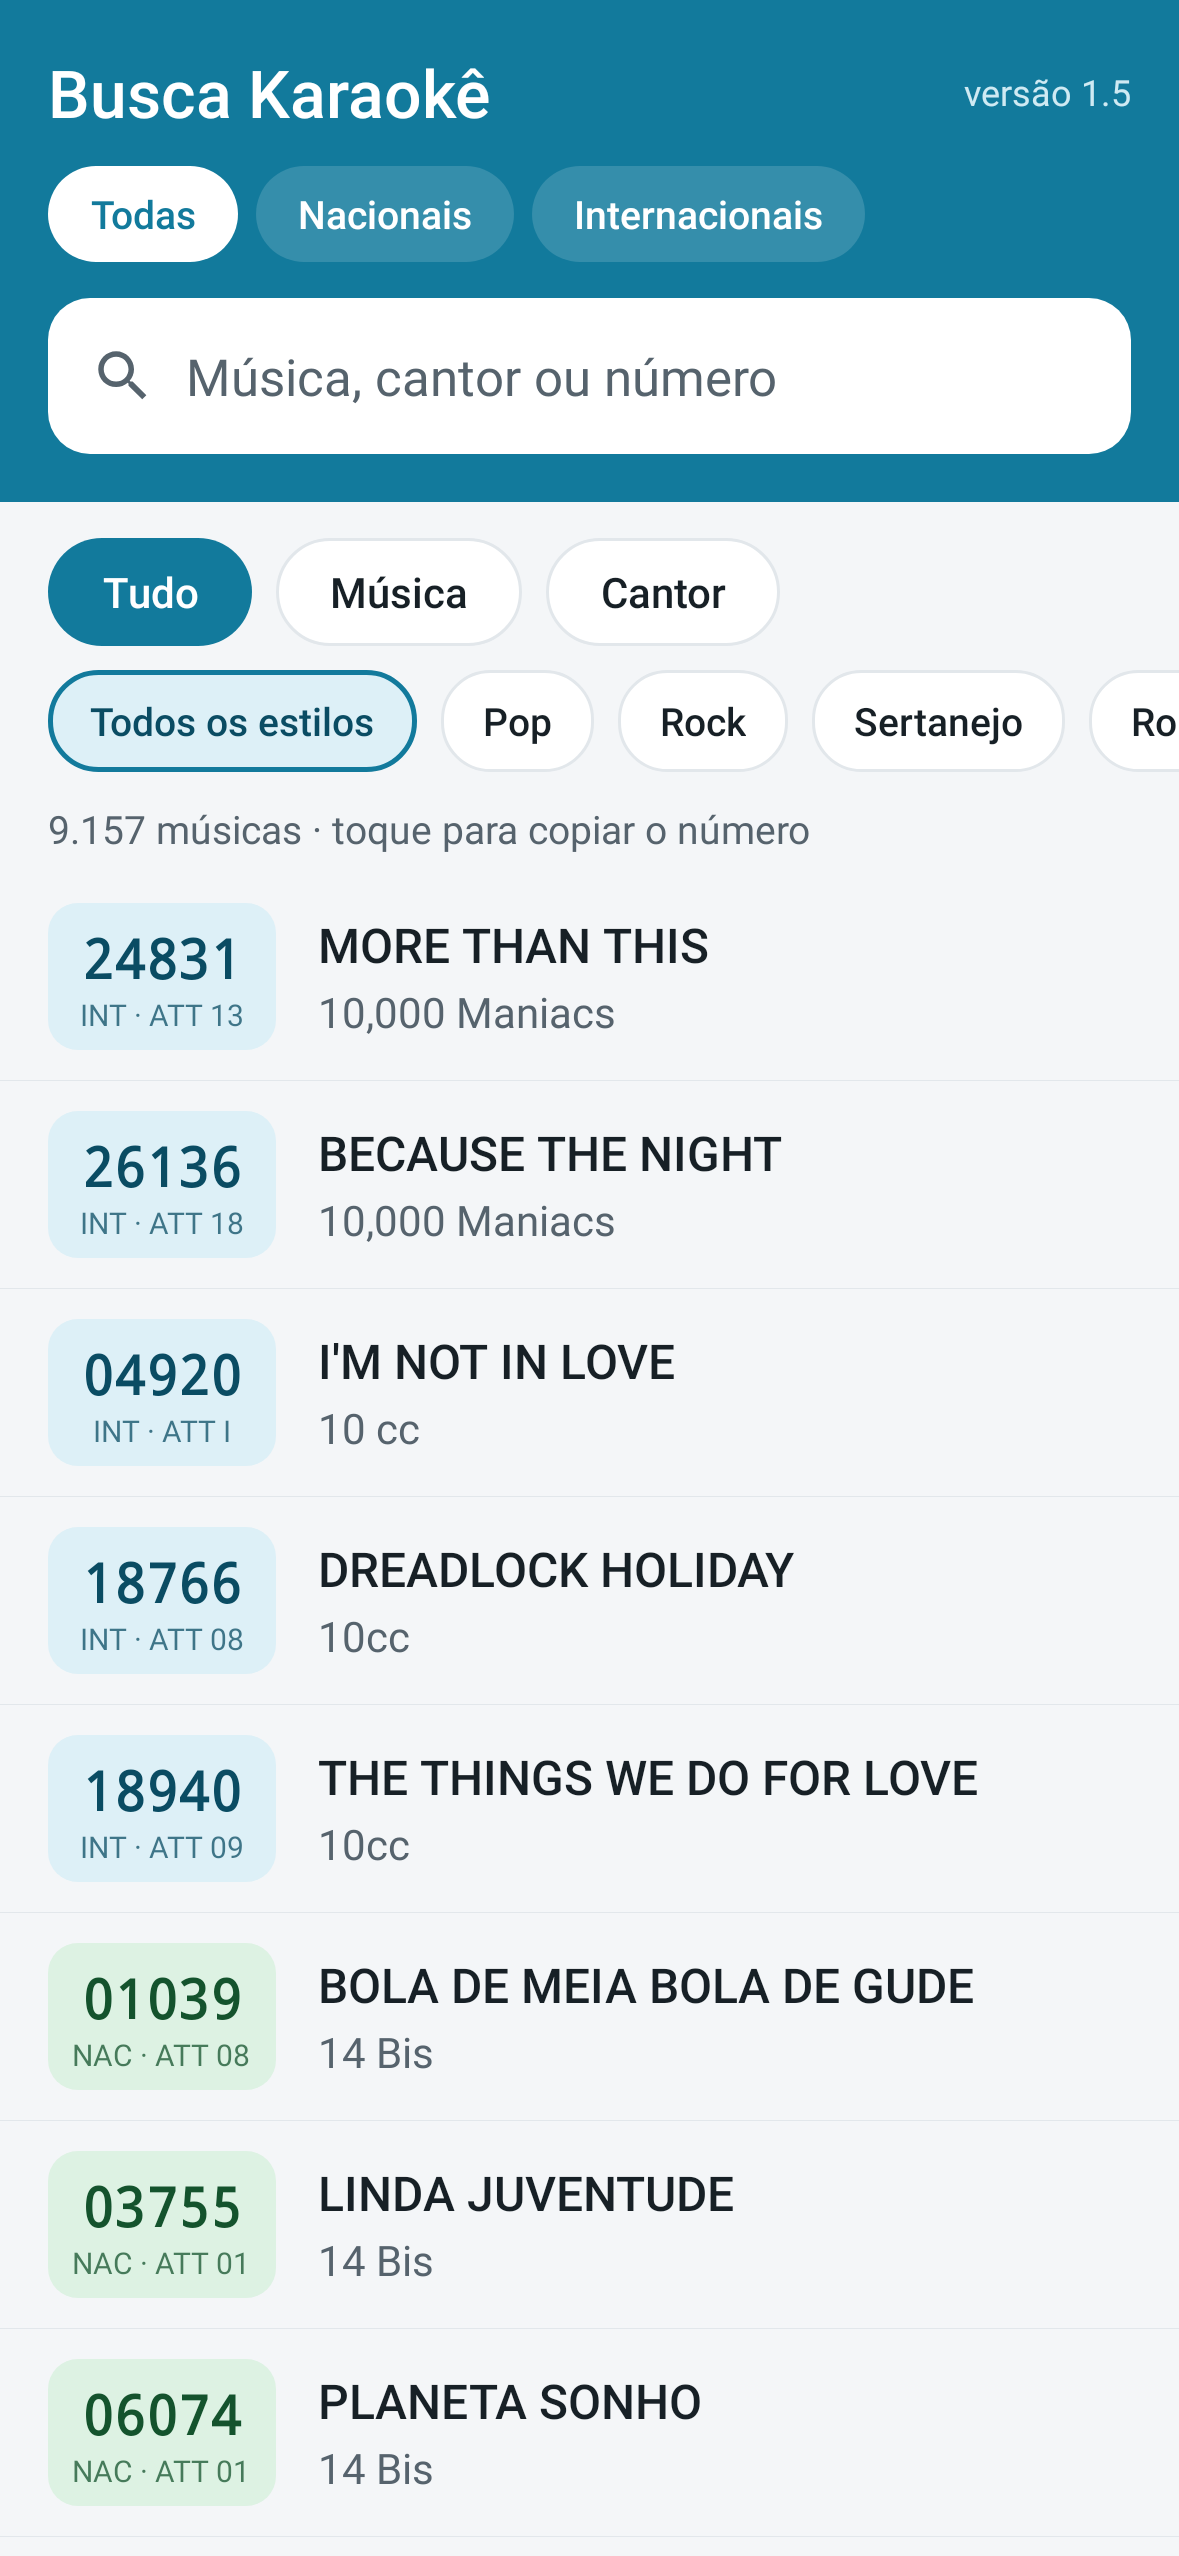 Busca Karaokê
versão 1.5
Todas
Nacionais
Internacionais
Música, cantor ou número
Tudo
Música
Cantor
Todos os estilos
Pop
Rock
Sertanejo
Ro
9.157 músicas · toque para copiar o número
24831
INT · ATT 13
MORE THAN THIS
10,000 Maniacs
26136
INT · ATT 18
BECAUSE THE NIGHT
10,000 Maniacs
04920
INT · ATT I
I'M NOT IN LOVE
10 cc
18766
INT · ATT 08
DREADLOCK HOLIDAY
10cc
18940
INT · ATT 09
THE THINGS WE DO FOR LOVE
10cc
01039
NAC · ATT 08
BOLA DE MEIA BOLA DE GUDE
14 Bis
03755
NAC · ATT 01
LINDA JUVENTUDE
14 Bis
06074
NAC · ATT 01
PLANETA SONHO
14 Bis